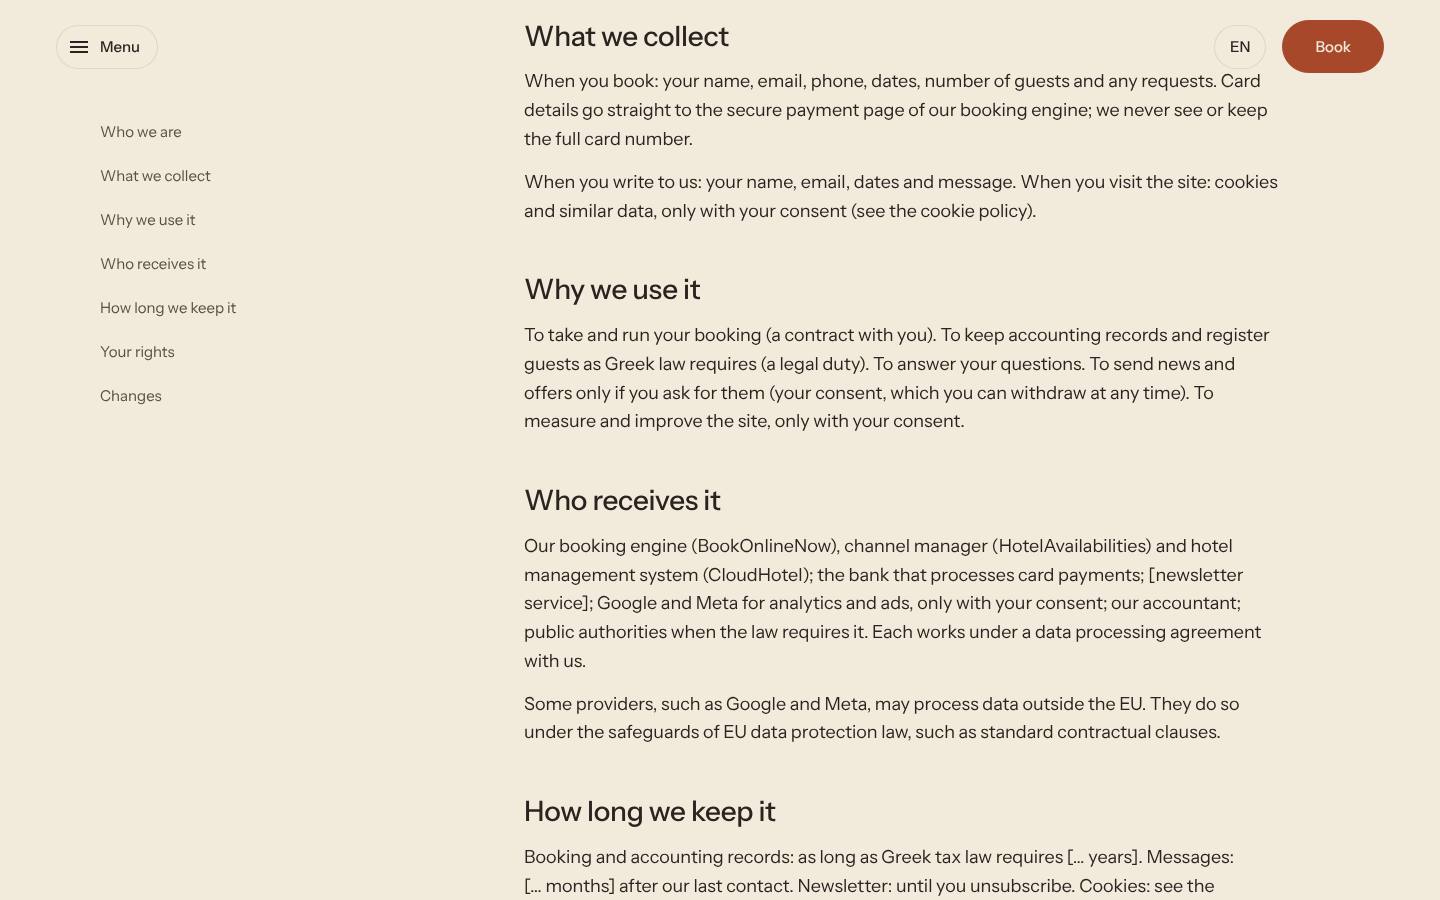 Menu
EN
Book
Who we are
What we collect
Why we use it
Who receives it
How long we keep it
Your rights
Changes
What we collect
When you book: your name, email, phone, dates, number of guests and any requests. Card
details go straight to the secure payment page of our booking engine; we never see or keep
the full card number.
When you write to us: your name, email, dates and message. When you visit the site: cookies
and similar data, only with your consent (see the cookie policy).
Why we use it
To take and run your booking (a contract with you). To keep accounting records and register
guests as Greek law requires (a legal duty). To answer your questions. To send news and
offers only if you ask for them (your consent, which you can withdraw at any time). To
measure and improve the site, only with your consent.
Who receives it
Our booking engine (BookOnlineNow), channel manager (HotelAvailabilities) and hotel
management system (CloudHotel); the bank that processes card payments; [newsletter
service]; Google and Meta for analytics and ads, only with your consent; our accountant;
public authorities when the law requires it. Each works under a data processing agreement
with us.
Some providers, such as Google and Meta, may process data outside the EU. They do so
under the safeguards of EU data protection law, such as standard contractual clauses.
How long we keep it
Booking and accounting records: as long as Greek tax law requires [… years]. Messages:
[… months] after our last contact. Newsletter: until you unsubscribe. Cookies: see the